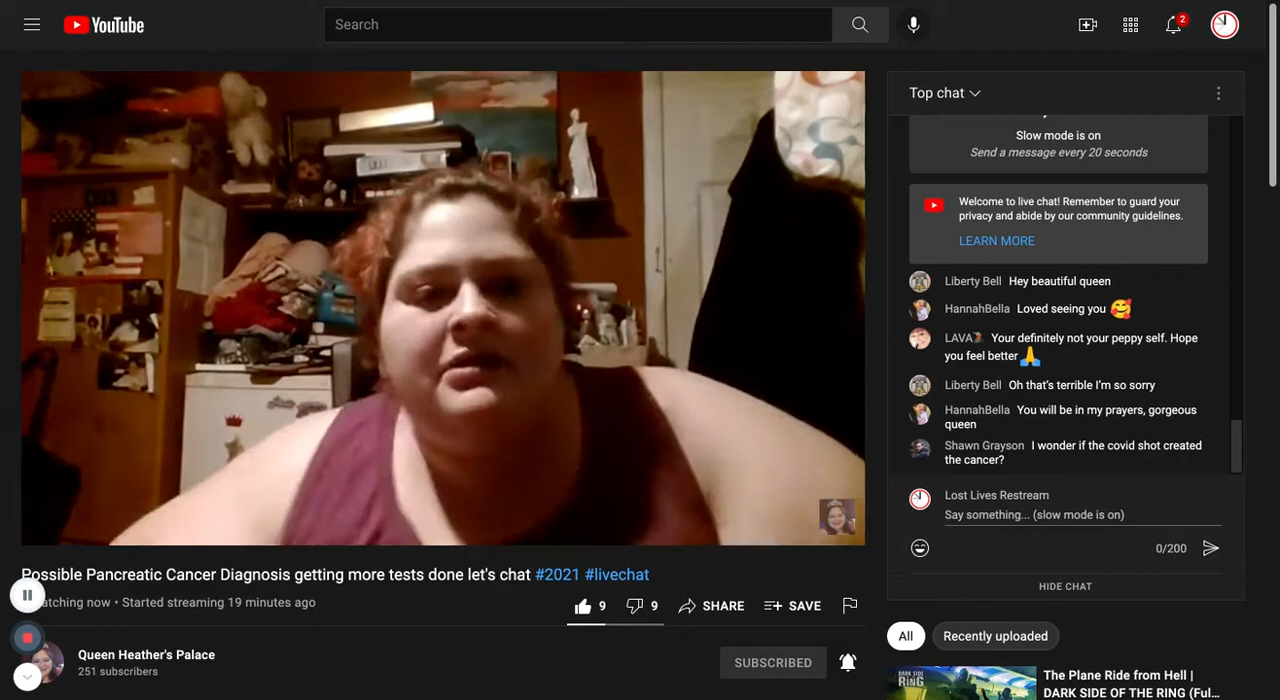 YouTube
Search
2
Top chat
Slow mode is on
Send a message every 20 seconds
Welcome to live chat! Remember to guard your
privacy and abide by our community guidelines.
LEARN MORE
Liberty Bell Hey beautiful queen
HannahBella Loved seeing you 🥰
LAVA Your definitely not your peppy self. Hope
you feel better 🙏
Liberty Bell Oh that's terrible I'm so sorry
HannahBella You will be in my prayers, gorgeous
queen
Shawn Grayson I wonder if the covid shot created
the cancer?
Lost Lives Restream
Say something... (slow mode is on)
0/200
HIDE CHAT
Possible Pancreatic Cancer Diagnosis getting more tests done let's chat #2021 #livechat
now • Started streaming 19 minutes ago
9
9
SHARE
SAVE
Queen Heather's Palace
251 subscribers
SUBSCRIBED
All
Recently uploaded
The Plane Ride from Hell |
DARK SIDE OF THE RING (Ful...
DARK SIDE
RING